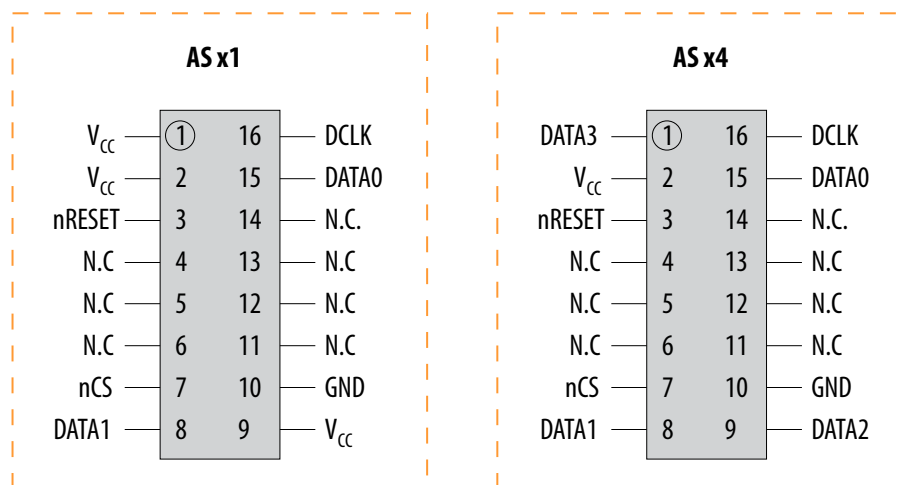 AS x1
V_CC 1 16 DCLK
V_CC 2 15 DATA0
nRESET 3 14 N.C.
N.C 4 13 N.C
N.C 5 12 N.C
N.C 6 11 N.C
nCS 7 10 GND
DATA1 8 9 V_CC
AS x4
DATA3 1 16 DCLK
V_CC 2 15 DATA0
nRESET 3 14 N.C.
N.C 4 13 N.C
N.C 5 12 N.C
N.C 6 11 N.C
nCS 7 10 GND
DATA1 8 9 DATA2